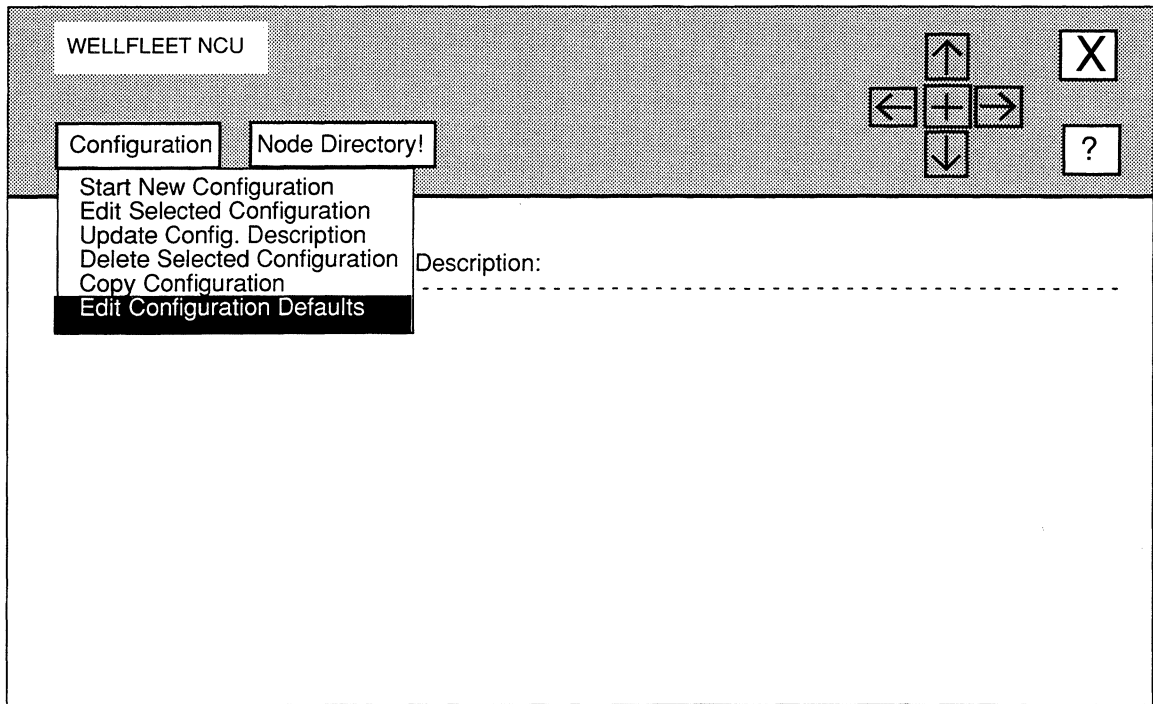 WELLFLEET NCU
X
+
Configuration
Node Directory!
?
Start New Configuration
Edit Selected Configuration
Update Config. Description
Delete Selected Configuration
Description:
Copy Configuration
Edit Configuration Defaults